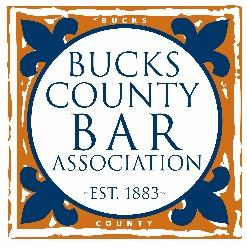 BUCKS
BUCKS
COUNTY
BAR
ASSOCIATION
-EST. 1883-
COUNTY